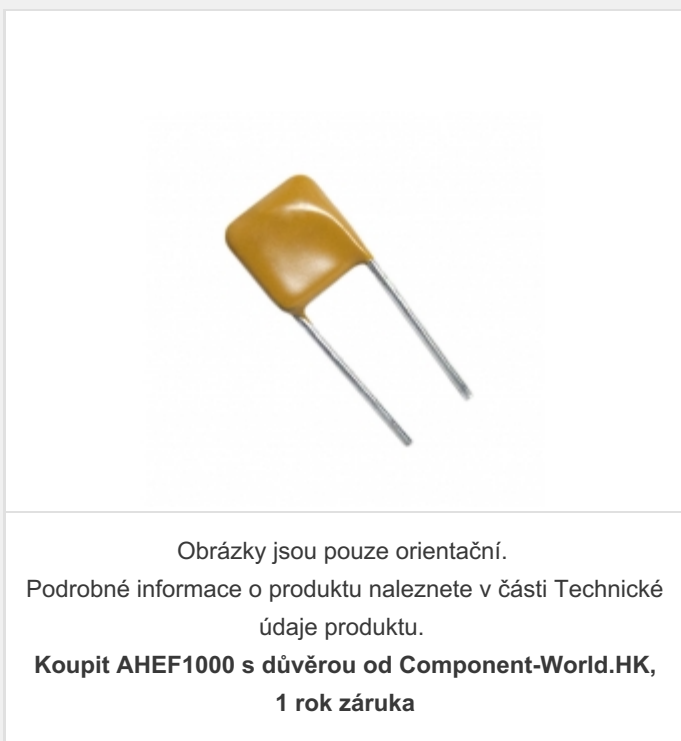 Obrázky jsou pouze orientační.
Podrobné informace o produktu naleznete v části Technické
údaje produktu.
Koupit AHEF1000 s důvěrou od Component-World.HK,
1 rok záruka